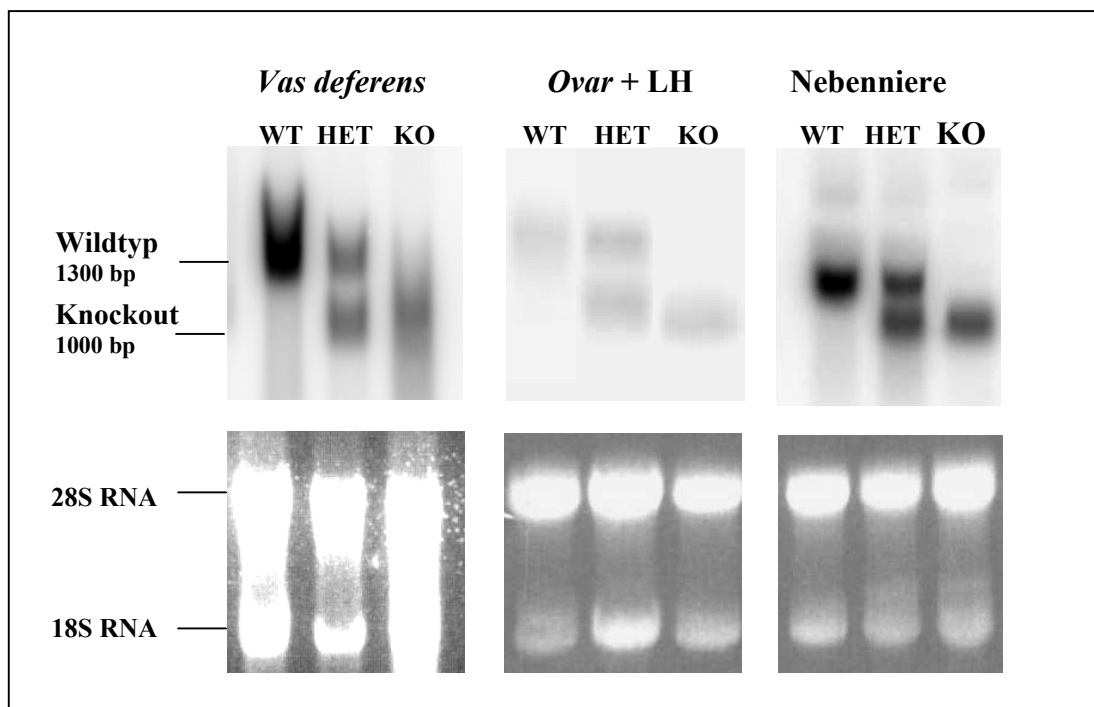 Vas deferens Ovar + LH Nebenniere
WT HET KO WT HET KO WT HET KO
Wildtyp
1300 bp
Knockout
1000 bp
28S RNA
18S RNA